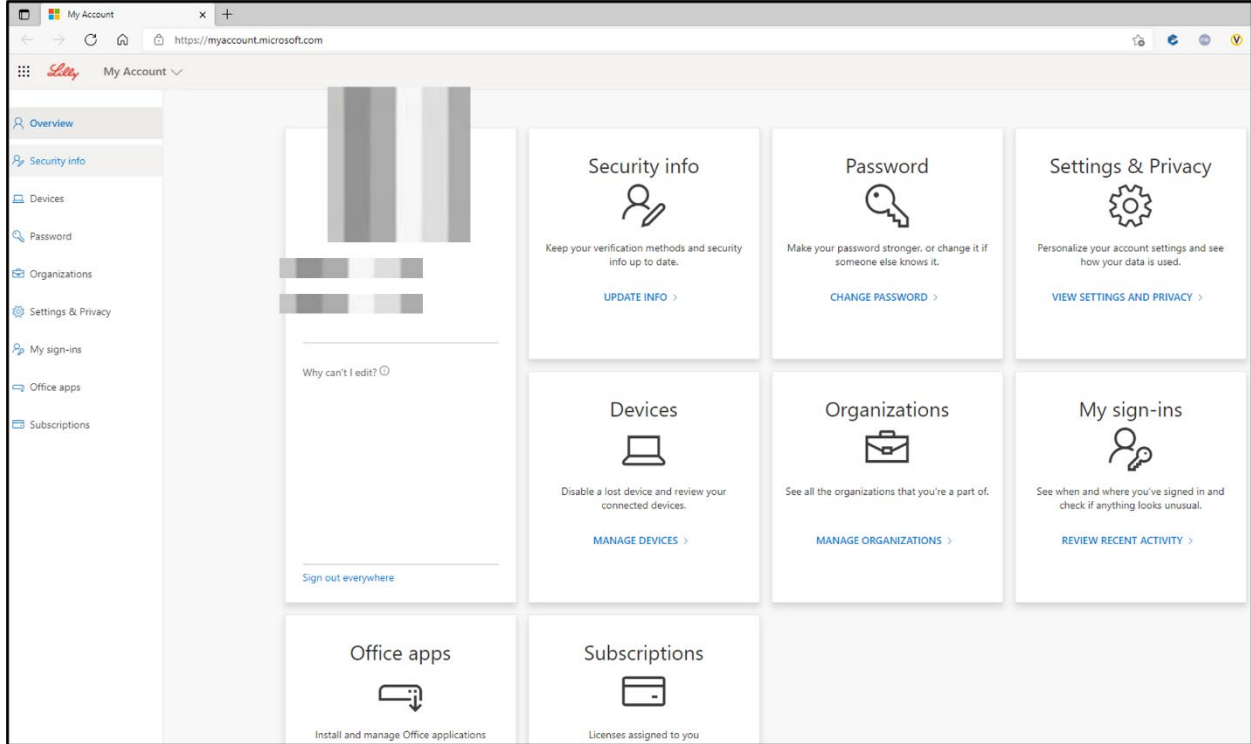 My Account
https://myaccount.microsoft.com
Lilly My Account
Overview
Security info
Devices
Password
Organizations
Settings & Privacy
My sign-ins
Office apps
Subscriptions
Why can't I edit?
Sign out everywhere
Security info
Keep your verification methods and security
info up to date.
UPDATE INFO >
Password
Make your password stronger, or change it if
someone else knows it.
CHANGE PASSWORD >
Settings & Privacy
Personalize your account settings and see
how your data is used.
VIEW SETTINGS AND PRIVACY >
Devices
Disable a lost device and review your
connected devices.
MANAGE DEVICES >
Organizations
See all the organizations that you're a part of.
MANAGE ORGANIZATIONS >
My sign-ins
See when and where you've signed in and
check if anything looks unusual.
REVIEW RECENT ACTIVITY >
Office apps
Install and manage Office applications
Subscriptions
Licenses assigned to you